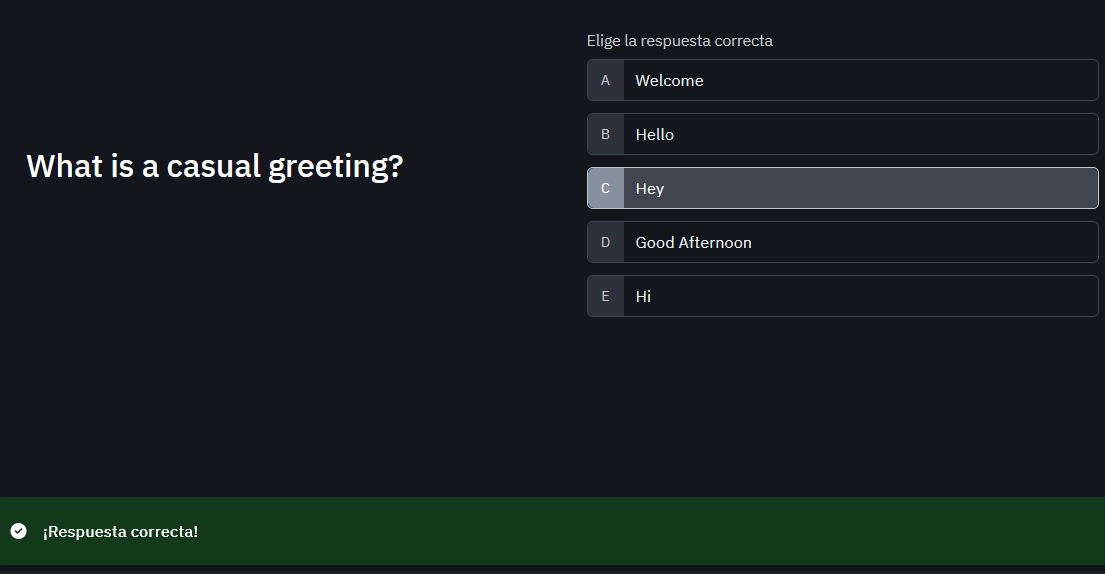 What is a casual greeting?
Elige la respuesta correcta
A Welcome
B Hello
C Hey
D Good Afternoon
E Hi
¡Respuesta correcta!